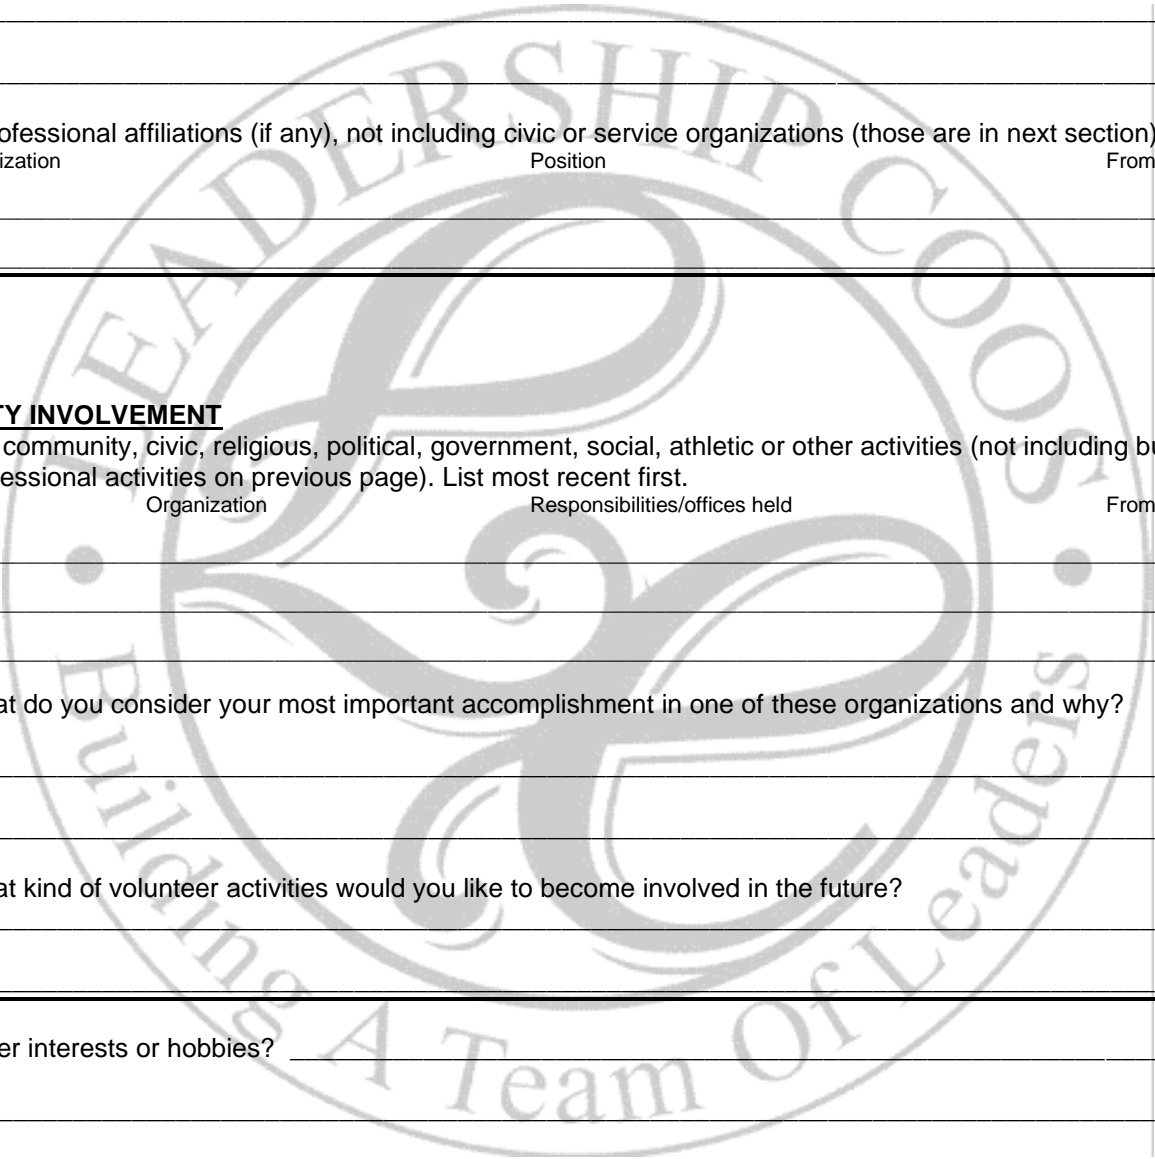 LEADERSHIP COOS
ofessional affiliations (if any), not including civic or service organizations (those are in next section)
ization Position From
TY INVOLVEMENT
community, civic, religious, political, government, social, athletic or other activities (not including bu
essional activities on previous page). List most recent first.
Organization Responsibilities/offices held From
at do you consider your most important accomplishment in one of these organizations and why?
at kind of volunteer activities would you like to become involved in the future?
er interests or hobbies?
Building A Team Of Leaders